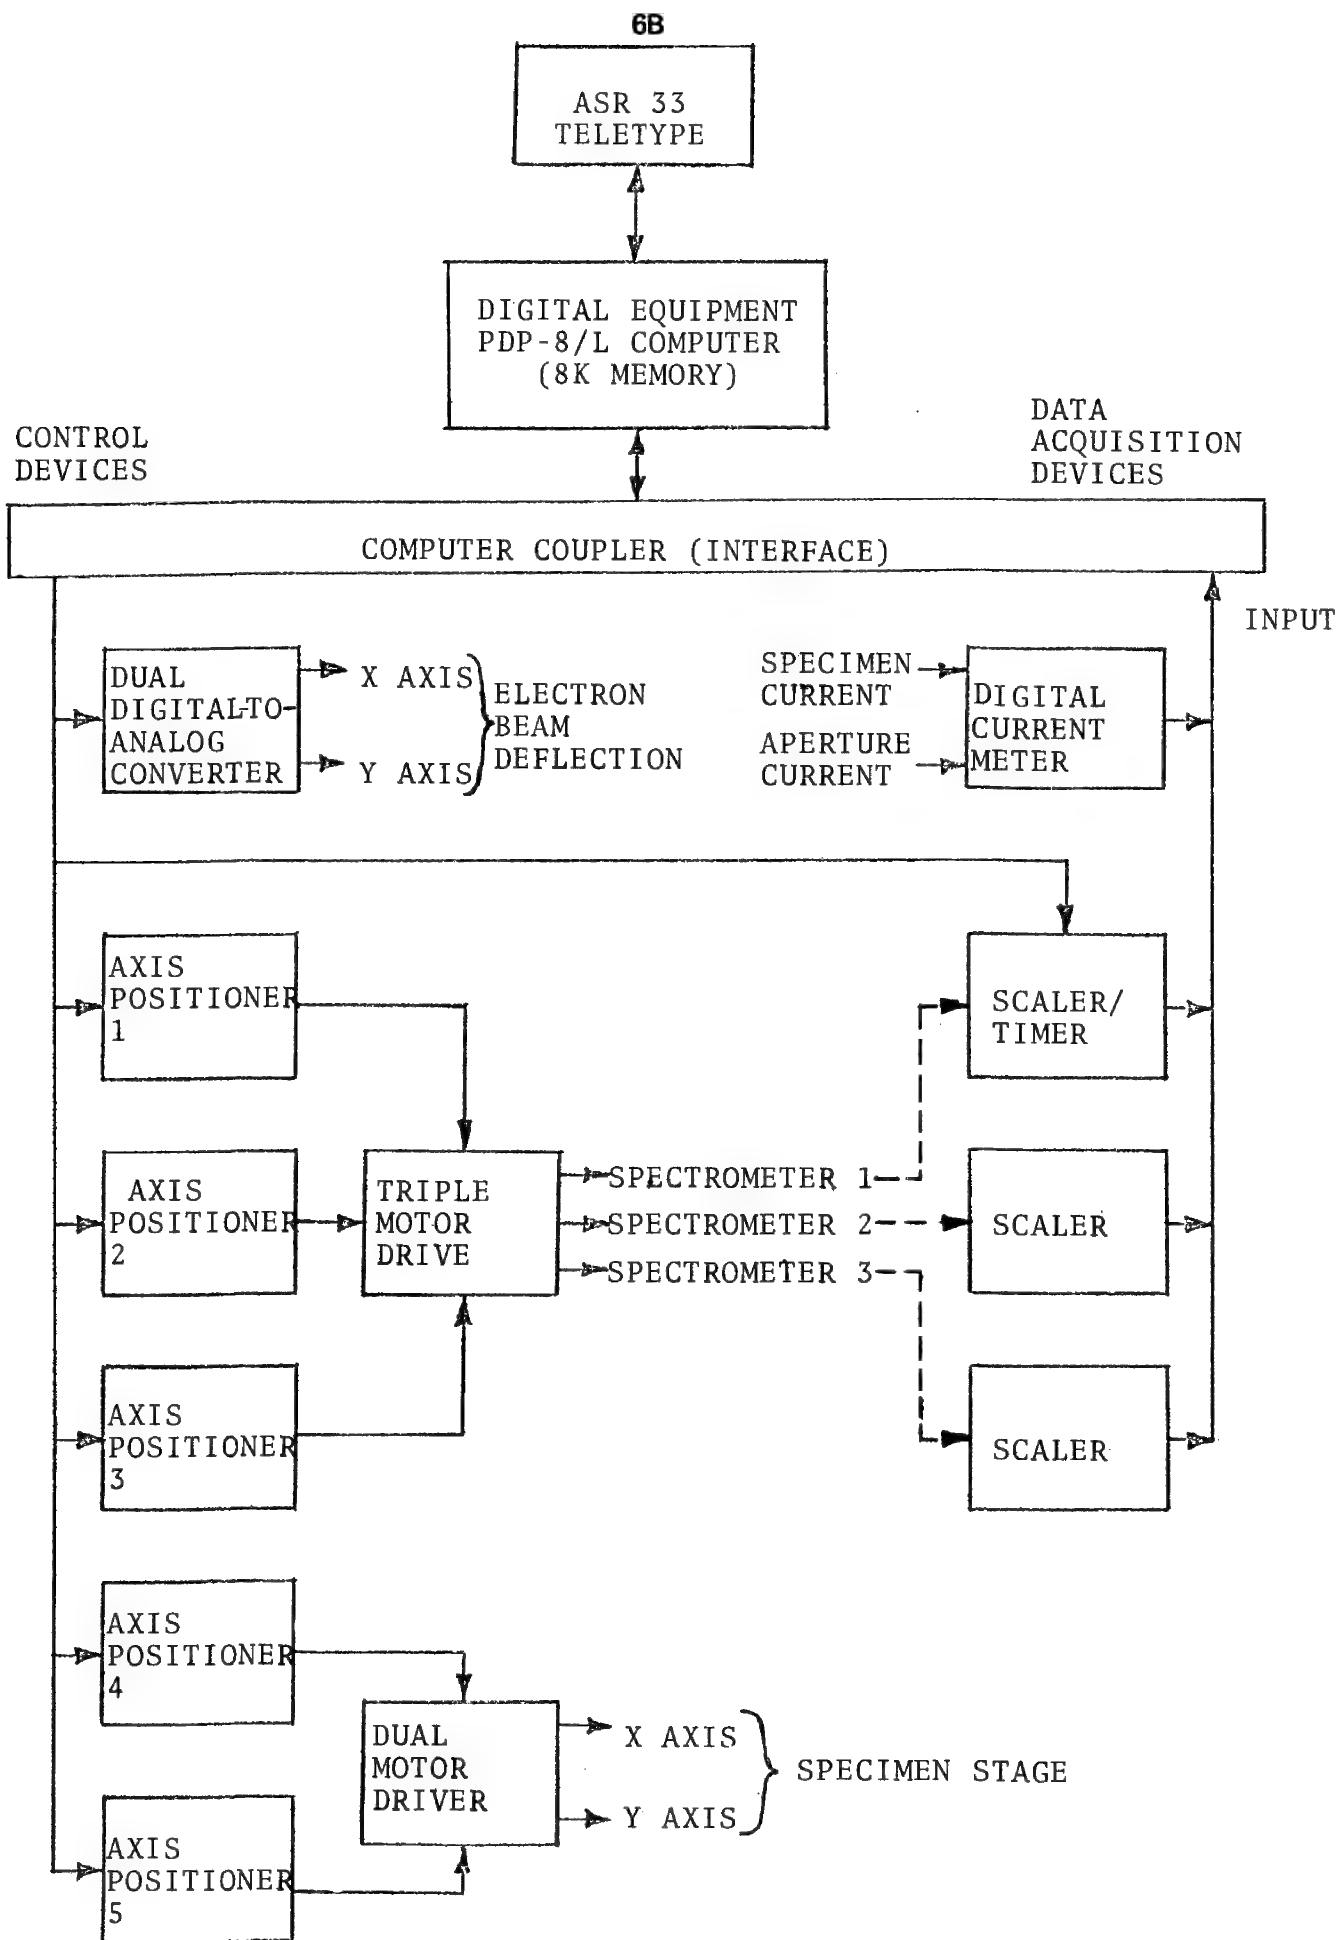 6B
ASR 33
TELETYPE
DIGITAL EQUIPMENT
PDP-8/L COMPUTER
(8K MEMORY)
CONTROL
DEVICES
DATA
ACQUISITION
DEVICES
COMPUTER COUPLER (INTERFACE)
INPUT
DUAL
DIGITAL-TO-
ANALOG
CONVERTER
X AXIS
Y AXIS
ELECTRON
BEAM
DEFLECTION
SPECIMEN
CURRENT
APERTURE
CURRENT
DIGITAL
CURRENT
METER
AXIS
POSITIONER
1
SCALER/
TIMER
AXIS
POSITIONER
2
TRIPLE
MOTOR
DRIVE
SPECTROMETER 1
SPECTROMETER 2
SPECTROMETER 3
SCALER
AXIS
POSITIONER
3
SCALER
AXIS
POSITIONER
4
DUAL
MOTOR
DRIVER
X AXIS
Y AXIS
SPECIMEN STAGE
AXIS
POSITIONER
5